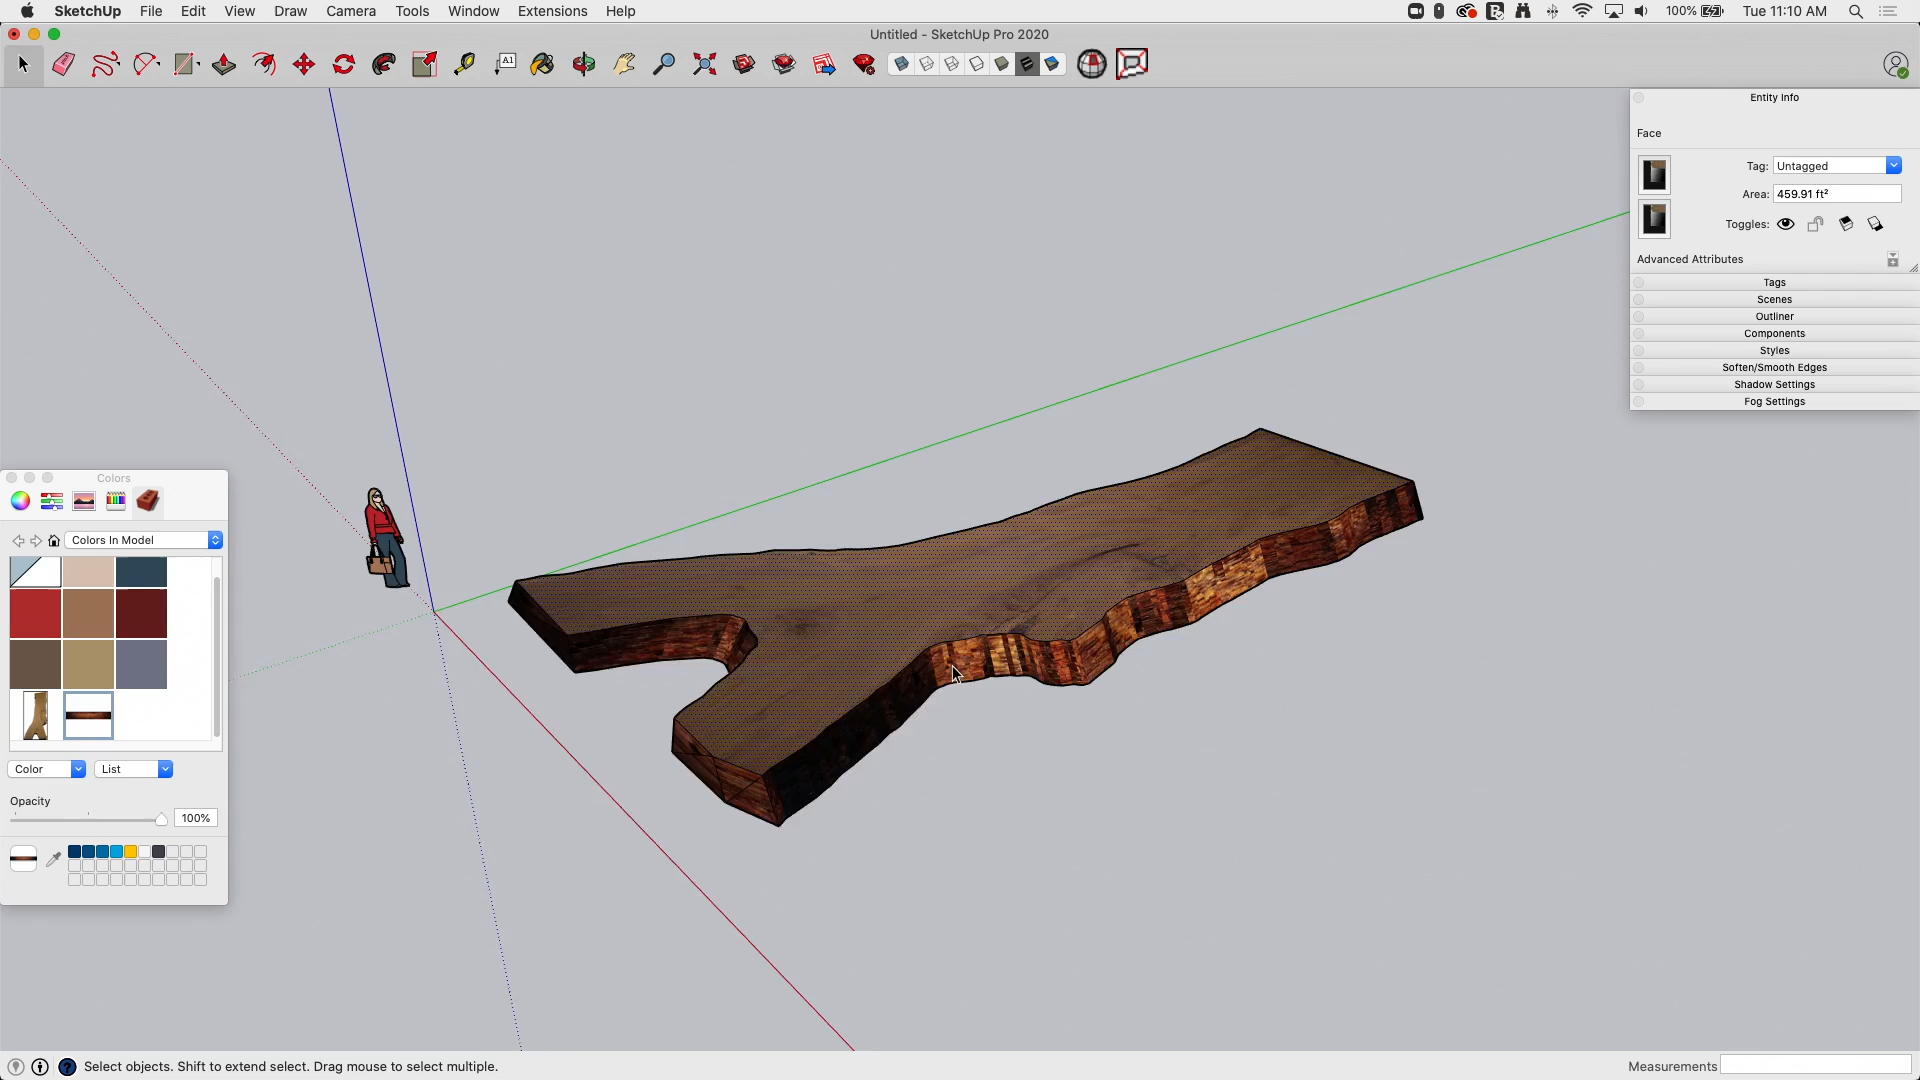 SketchUp File Edit View Draw Camera Tools Window Extensions Help 100% Tue 11:10 AM
Untitled - SketchUp Pro 2020
A1
Entity Info
Face
Tag: Untagged
Area: 459.91 ft²
Toggles:
Advanced Attributes
Tags
Scenes
Outliner
Components
Styles
Soften/Smooth Edges
Shadow Settings
Fog Settings
Colors
Colors In Model
Color List
Opacity
100%
Select objects. Shift to extend select. Drag mouse to select multiple.
Measurements